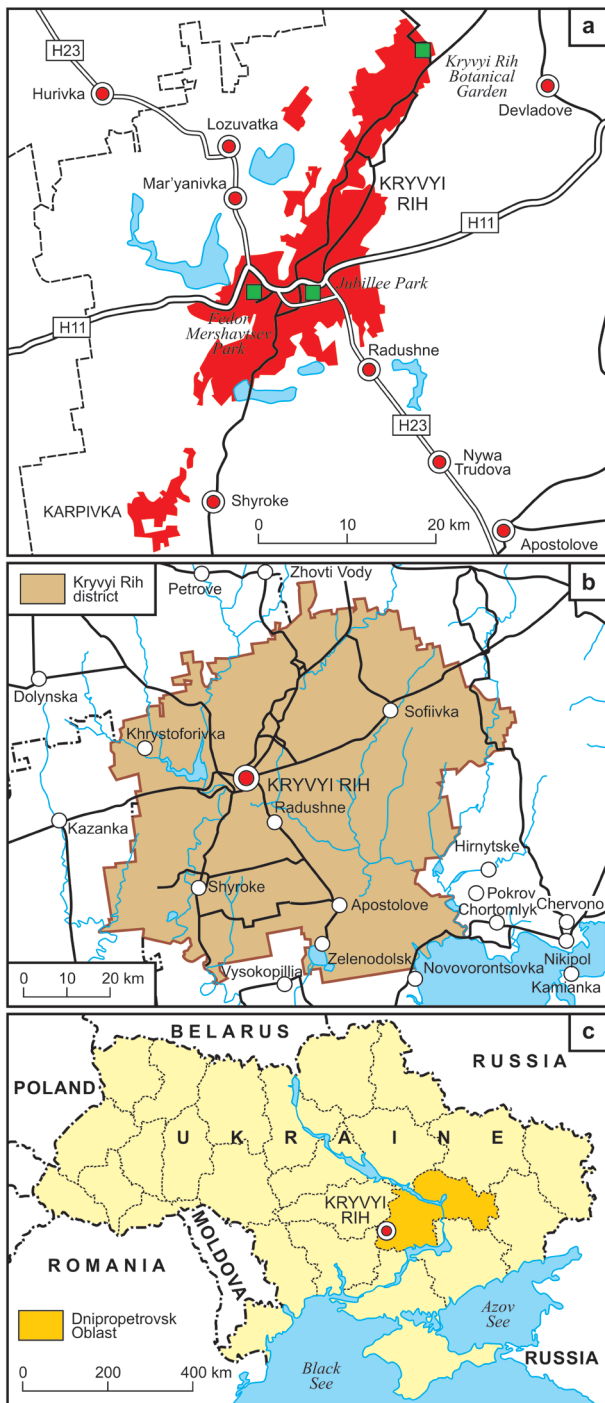 a
H23
Hurivka
Kryvyi Rih
Botanical
Garden
Devladove
Lozuvatka
KRYVYI
RIH
Mar'yanivka
H11
Jubillee Park
Fedor
Mershavtsev
Park
H11
Radushne
H23
Nywa
Trudova
KARPIVKA
Shyroke
0 10 20 km
Apostolove
b
Kryvyi Rih
district
Petrove
Zhovti Vody
Dolynska
Sofiivka
Khrystoforivka
KRYVYI RIH
Radushne
Kazanka
Hirnytske
Shyroke
Pokrov
Apostolove
Chortomlyk
Chervono
Zelenodolsk
Nikipol
Vysokopillia
Novovorontsovka
Kamianka
0 10 20 km
c
BELARUS
RUSSIA
POLAND
UKRAINE
KRYVYI
RIH
MOLDOVA
ROMANIA
Dnipropetrovsk
Oblast
Azov
See
RUSSIA
Black
See
0 200 400 km